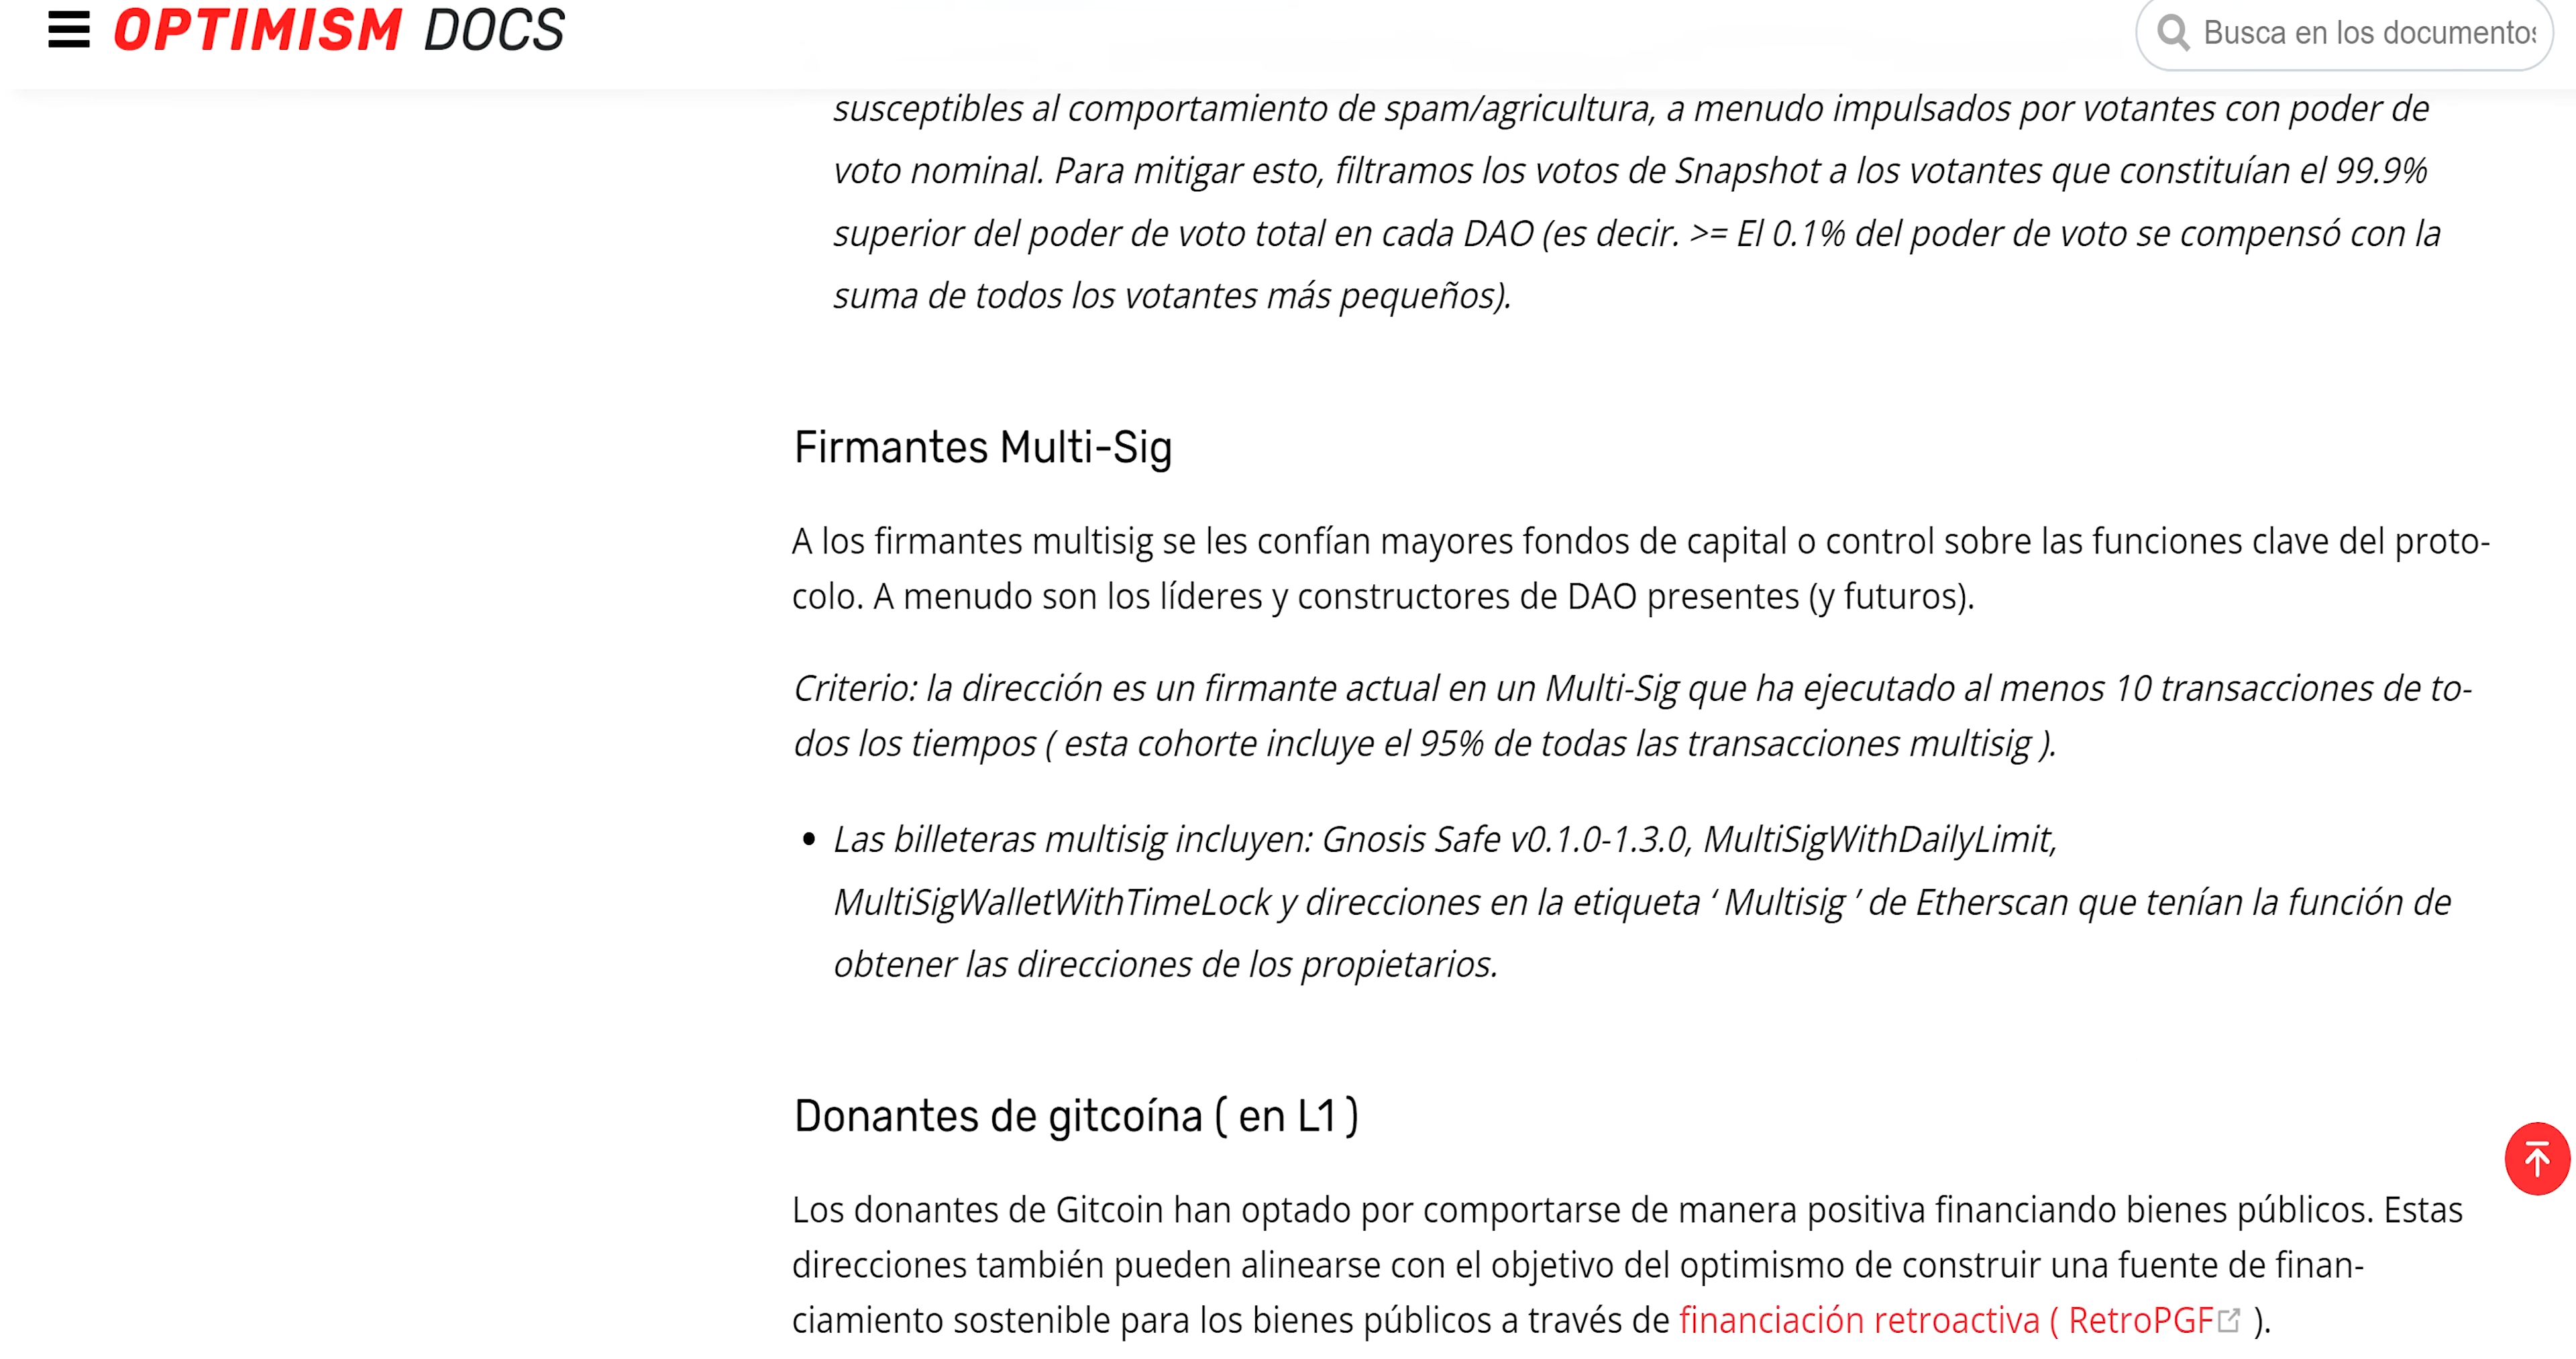 OPTIMISM DOCS
Busca en los documentos
susceptibles al comportamiento de spam/agricultura, a menudo impulsados por votantes con poder de
voto nominal. Para mitigar esto, filtramos los votos de Snapshot a los votantes que constituían el 99.9%
superior del poder de voto total en cada DAO (es decir. >= El 0.1% del poder de voto se compensó con la
suma de todos los votantes más pequeños).
Firmantes Multi-Sig
A los firmantes multisig se les confían mayores fondos de capital o control sobre las funciones clave del proto-
colo. A menudo son los líderes y constructores de DAO presentes (y futuros).
Criterio: la dirección es un firmante actual en un Multi-Sig que ha ejecutado al menos 10 transacciones de to-
dos los tiempos ( esta cohorte incluye el 95% de todas las transacciones multisig ).
• Las billeteras multisig incluyen: Gnosis Safe v0.1.0-1.3.0, MultiSigWithDailyLimit,
MultiSigWalletWithTimeLock y direcciones en la etiqueta ‘ Multisig ’ de Etherscan que tenían la función de
obtener las direcciones de los propietarios.
Donantes de gitcoína ( en L1 )
Los donantes de Gitcoin han optado por comportarse de manera positiva financiando bienes públicos. Estas
direcciones también pueden alinearse con el objetivo del optimismo de construir una fuente de finan-
ciamiento sostenible para los bienes públicos a través de financiación retroactiva ( RetroPGF ).